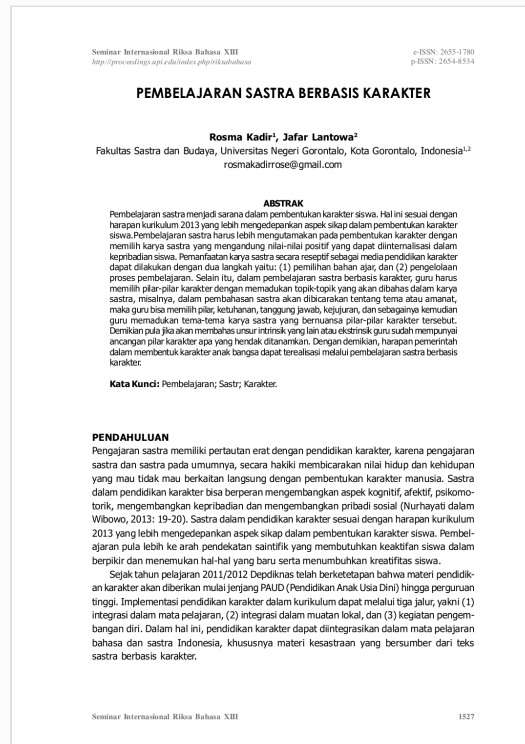 Seminar Internasional Riksa Bahasa XIII
e-ISSN: 2655-1780
http://proceedings.upi.edu/index.php/riksabahasa
p-ISSN: 2654-8534
PEMBELAJARAN SASTRA BERBASIS KARAKTER
Rosma Kadir¹, Jafar Lantowa²
Fakultas Sastra dan Budaya, Universitas Negeri Gorontalo, Kota Gorontalo, Indonesia¹,²
rosmakadirrose@gmail.com
ABSTRAK
Pembelajaran sastra menjadi sarana dalam pembentukan karakter siswa. Hal ini sesuai dengan
harapan kurikulum 2013 yang lebih mengedepankan aspek sikap dalam pembentukan karakter
siswa.Pembelajaran sastra harus lebih mengutamakan pada pembentukan karakter dengan
memilih karya sastra yang mengandung nilai-nilai positif yang dapat diinternalisasi dalam
kepribadian siswa. Pemanfaatan karya sastra secara reseptif sebagai media pendidikan karakter
dapat dilakukan dengan dua langkah yaitu: (1) pemilihan bahan ajar, dan (2) pengelolaan
proses pembelajaran. Selain itu, dalam pembelajaran sastra berbasis karakter, guru harus
memilih pilar-pilar karakter dengan memadukan topik-topik yang akan dibahas dalam karya
sastra, misalnya, dalam pembahasan sastra akan dibicarakan tentang tema atau amanat,
maka guru bisa memilih pilar, ketuhanan, tanggung jawab, kejujuran, dan sebagainya kemudian
guru memadukan tema-tema karya sastra yang bernuansa pilar-pilar karakter tersebut.
Demikian pula jika akan membahas unsur intrinsik yang lain atau ekstrinsik guru sudah mempunyai
ancangan pilar karakter apa yang hendak ditanamkan. Dengan demikian, harapan pemerintah
dalam membentuk karakter anak bangsa dapat terealisasi melalui pembelajaran sastra berbasis
karakter.
Kata Kunci: Pembelajaran; Sastr; Karakter.
PENDAHULUAN
Pengajaran sastra memiliki pertautan erat dengan pendidikan karakter, karena pengajaran
sastra dan sastra pada umumnya, secara hakiki membicarakan nilai hidup dan kehidupan
yang mau tidak mau berkaitan langsung dengan pembentukan karakter manusia. Sastra
dalam pendidikan karakter bisa berperan mengembangkan aspek kognitif, afektif, psikomo-
torik, mengembangkan kepribadian dan mengembangkan pribadi sosial (Nurhayati dalam
Wibowo, 2013: 19-20). Sastra dalam pendidikan karakter sesuai dengan harapan kurikulum
2013 yang lebih mengedepankan aspek sikap dalam pembentukan karakter siswa. Pembel-
ajaran pula lebih ke arah pendekatan saintifik yang membutuhkan keaktifan siswa dalam
berpikir dan menemukan hal-hal yang baru serta menumbuhkan kreatifitas siswa.
Sejak tahun pelajaran 2011/2012 Depdiknas telah berketetapan bahwa materi pendidik-
an karakter akan diberikan mulai jenjang PAUD (Pendidikan Anak Usia Dini) hingga perguruan
tinggi. Implementasi pendidikan karakter dalam kurikulum dapat melalui tiga jalur, yakni (1)
integrasi dalam mata pelajaran, (2) integrasi dalam muatan lokal, dan (3) kegiatan pengem-
bangan diri. Dalam hal ini, pendidikan karakter dapat diintegrasikan dalam mata pelajaran
bahasa dan sastra Indonesia, khususnya materi kesastraan yang bersumber dari teks
sastra berbasis karakter.
Seminar Internasional Riksa Bahasa XIII
1527